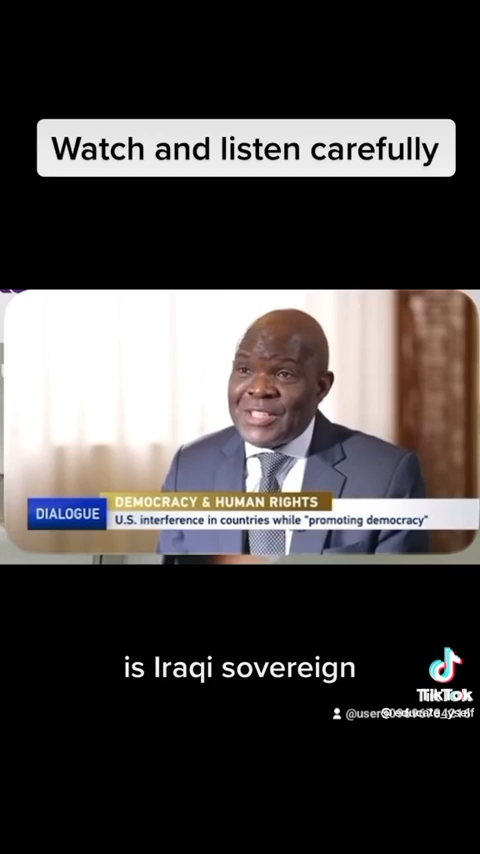 Watch and listen carefully
DIALOGUE
DEMOCRACY & HUMAN RIGHTS
U.S. interference in countries while "promoting democracy"
is Iraqi sovereign
TikTok